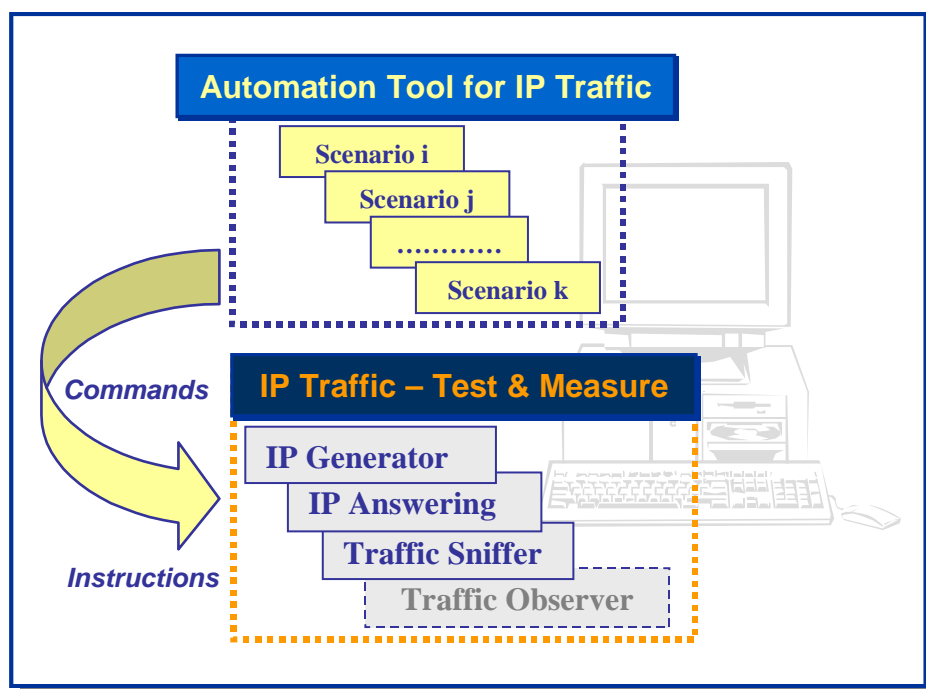 Automation Tool for IP Traffic
Scenario i
Scenario j
…………
Scenario k
Commands
IP Traffic – Test & Measure
IP Generator
IP Answering
Traffic Sniffer
Instructions
Traffic Observer